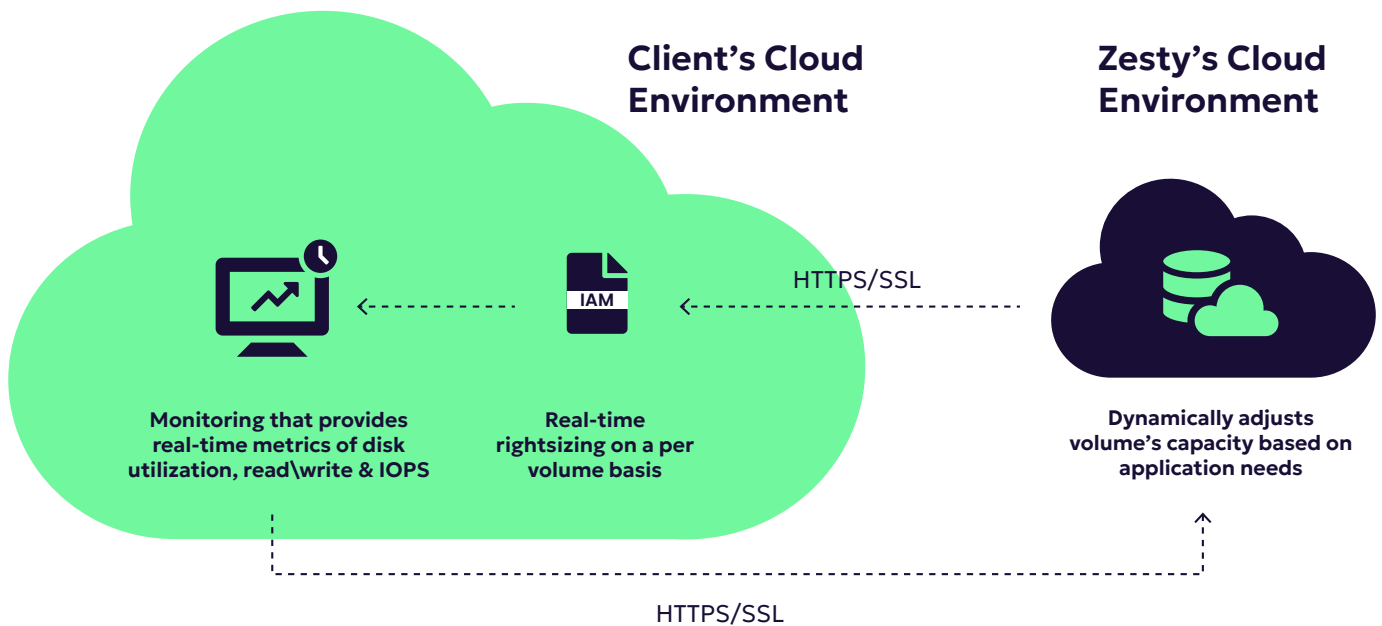 Client’s Cloud
Environment
Zesty’s Cloud
Environment
HTTPS/SSL
IAM
Monitoring that provides
real-time metrics of disk
utilization, read\write & IOPS
Real-time
rightsizing on a per
volume basis
Dynamically adjusts
volume’s capacity based on
application needs
HTTPS/SSL